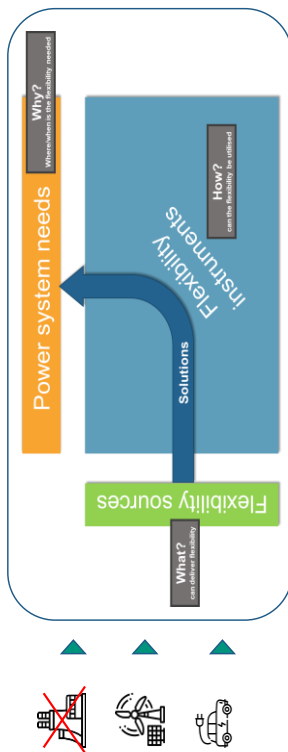 Why?
Where/when is the flexibility needed
Power system needs
How?
can the flexibility be utilised
Flexibility
instruments
Solutions
Flexibility sources
What?
can deliver flexibility